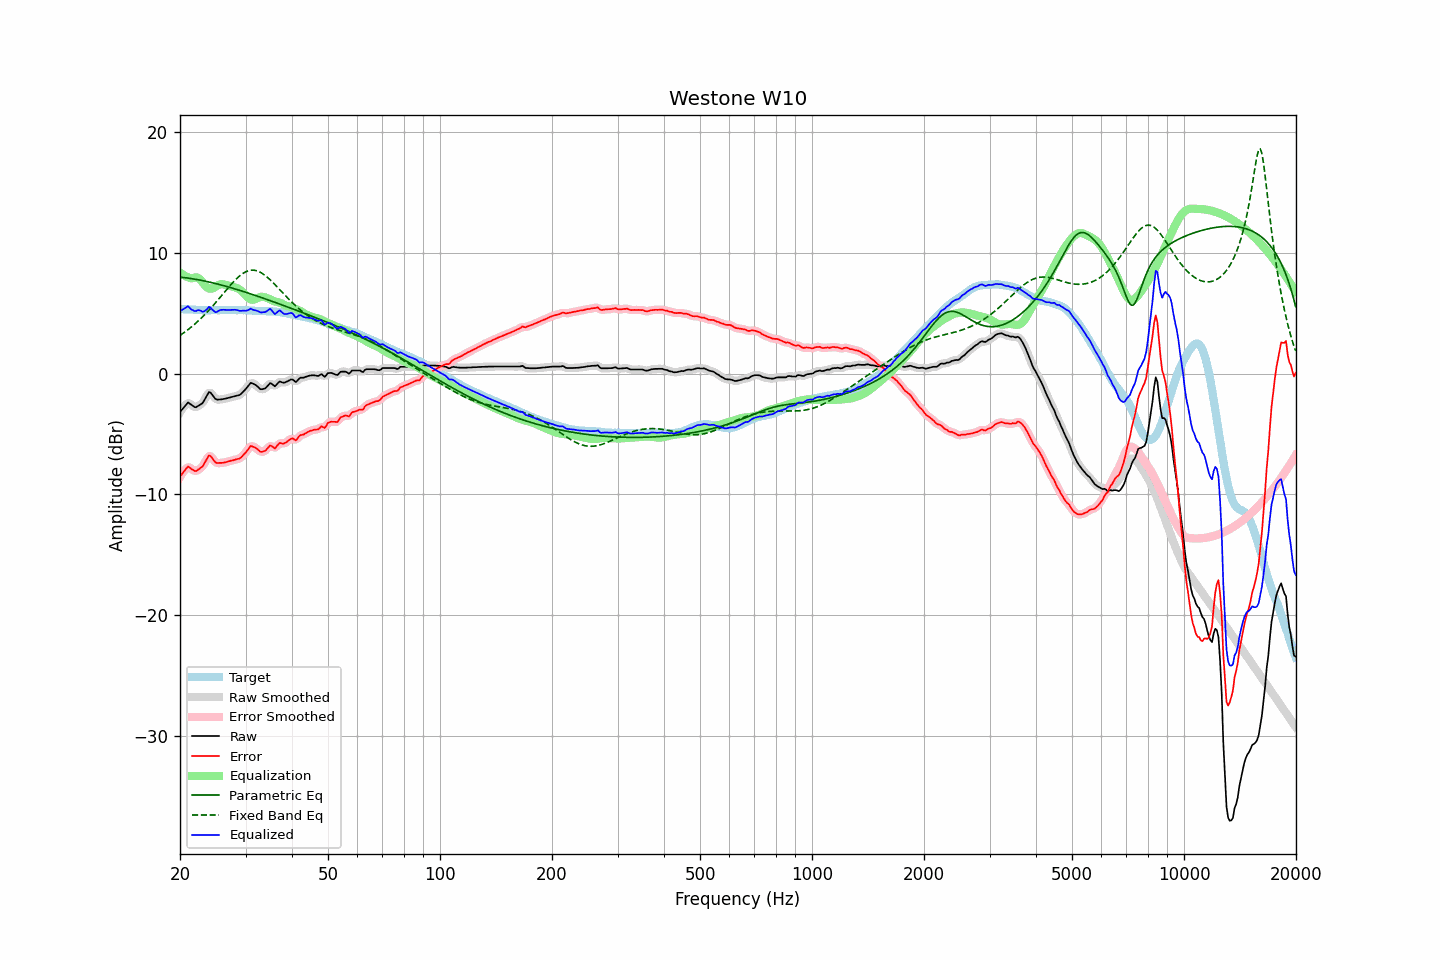 Westone W10
20
10
0
−10
−20
−30
Amplitude (dBr)
Target
Raw Smoothed
Error Smoothed
Raw
Error
Equalization
Parametric Eq
Fixed Band Eq
Equalized
20 50 100 200 500 1000 2000 5000 10000 20000
Frequency (Hz)